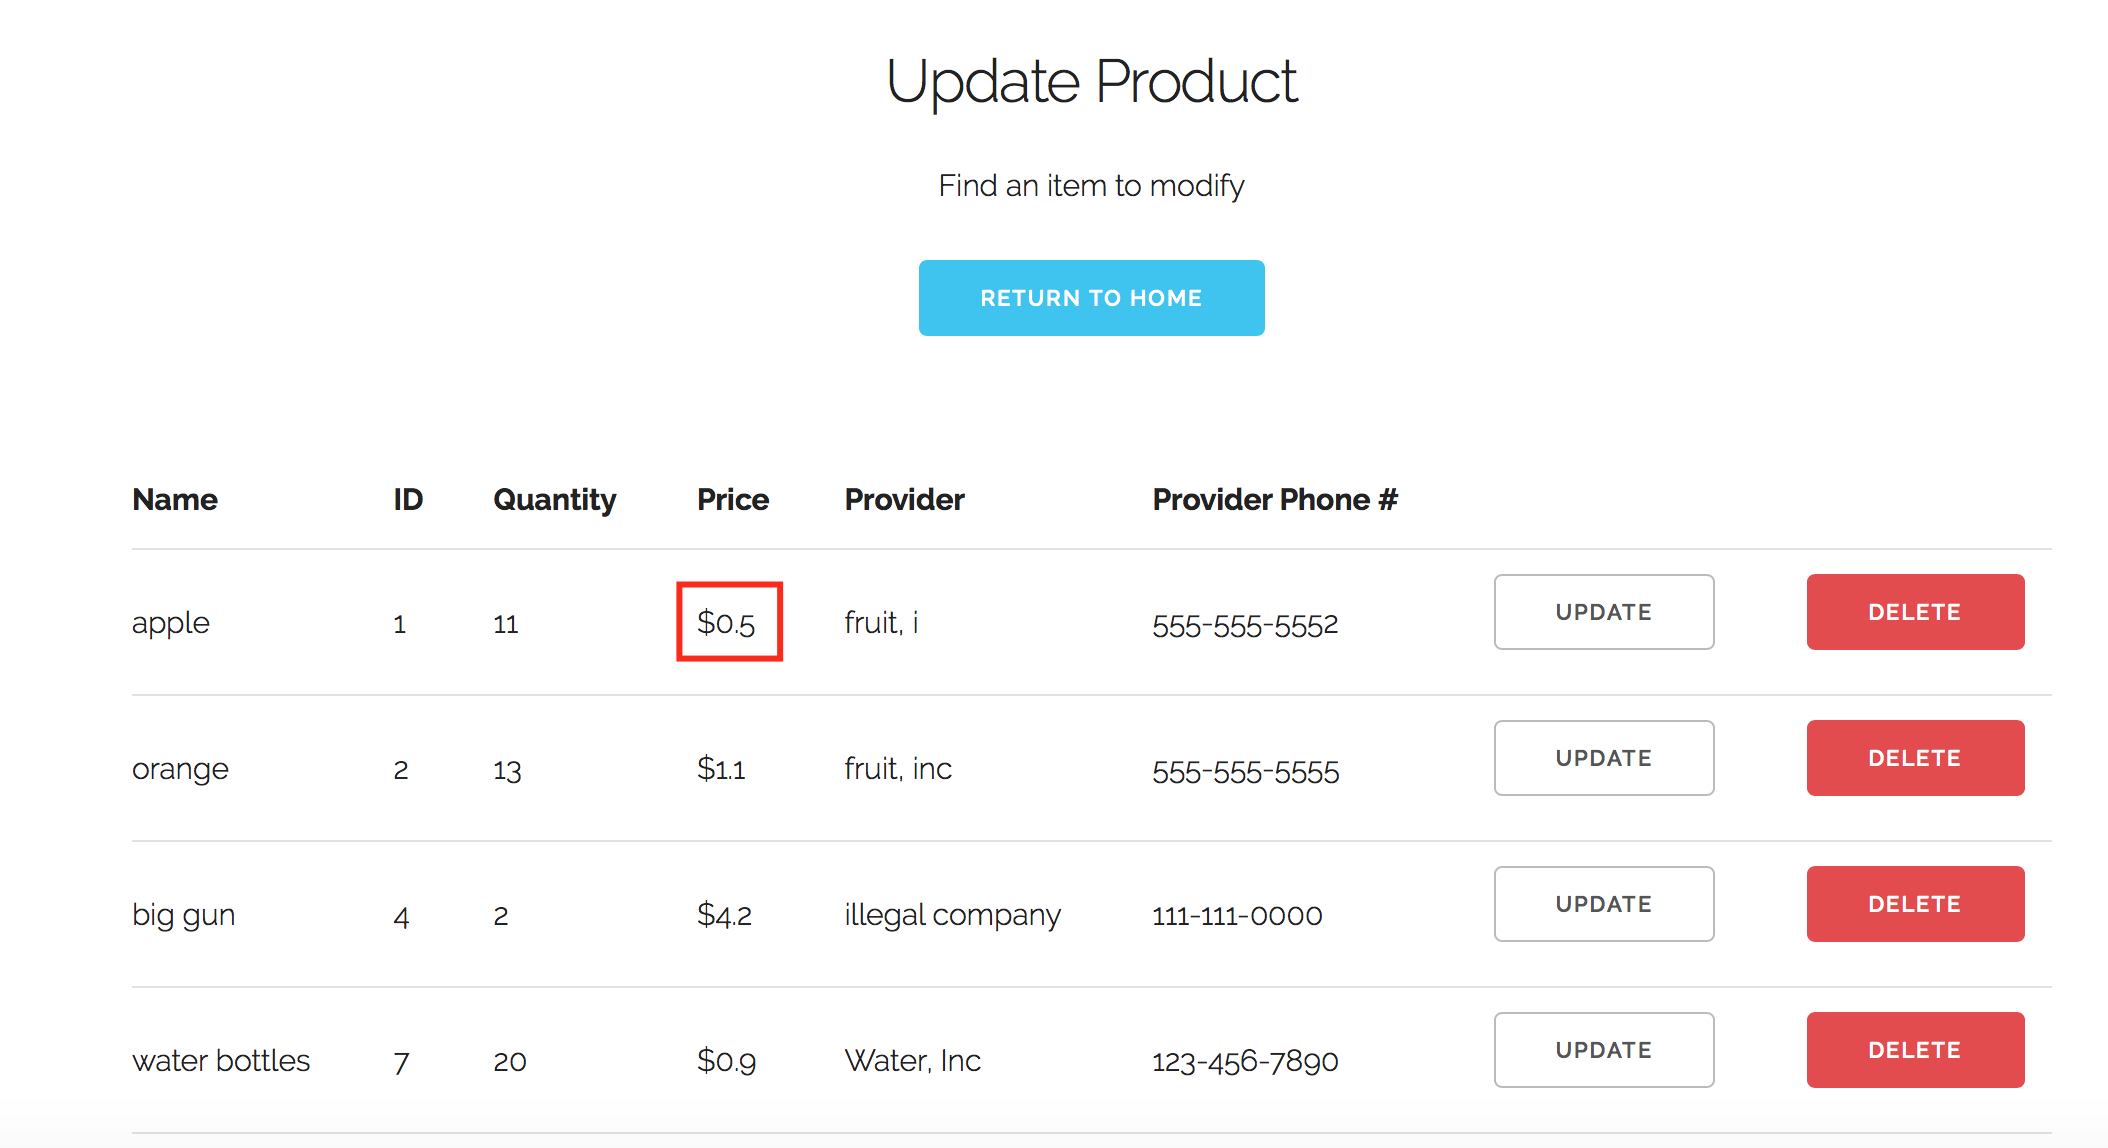 Update Product
Find an item to modify
RETURN TO HOME
Name ID Quantity Price Provider Provider Phone #
apple 1 11 $0.5 fruit, i 555-555-5552 UPDATE DELETE
orange 2 13 $1.1 fruit, inc 555-555-5555 UPDATE DELETE
big gun 4 2 $4.2 illegal company 111-111-0000 UPDATE DELETE
water bottles 7 20 $0.9 Water, Inc 123-456-7890 UPDATE DELETE